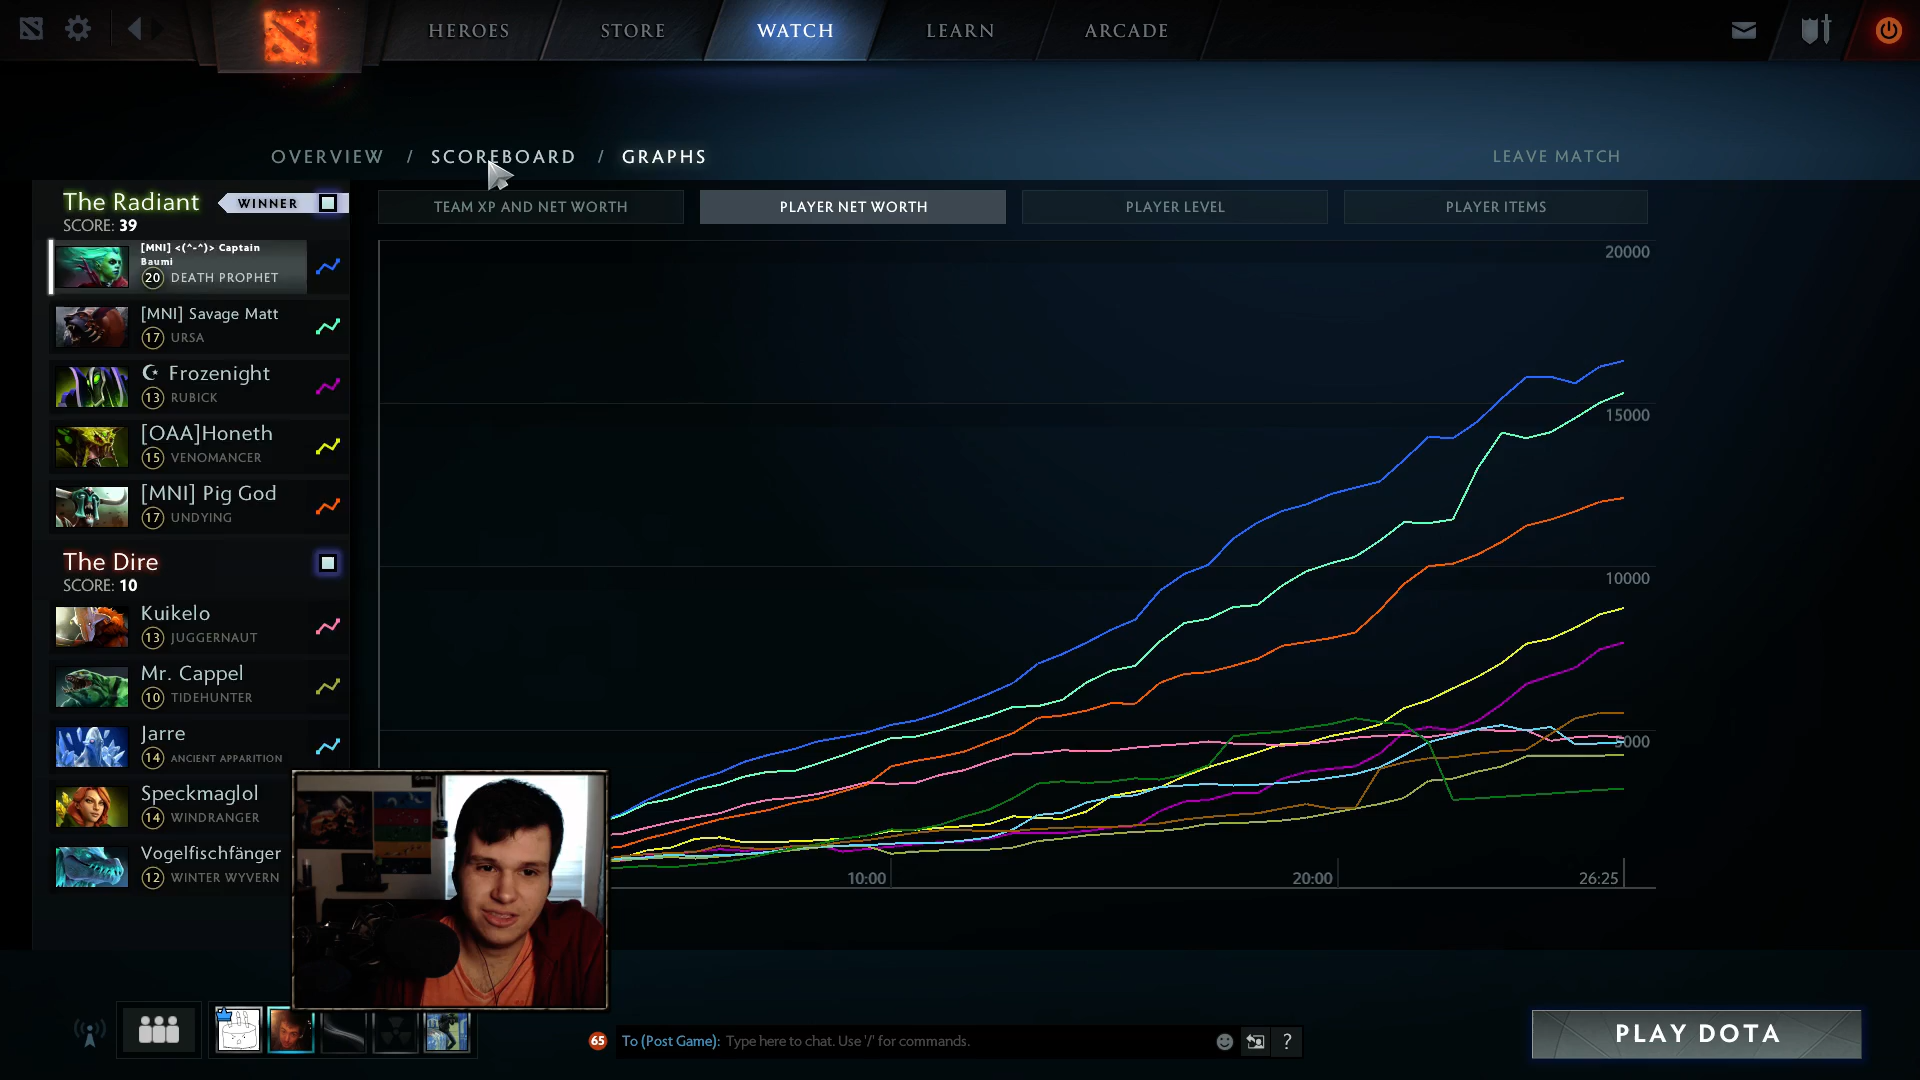 HEROES
STORE
WATCH
LEARN
ARCADE
OVERVIEW / SCOREBOARD / GRAPHS
LEAVE MATCH
The Radiant
WINNER
SCORE: 39
[MNI] <(^-^)> Captain
Baumi
20 DEATH PROPHET
[MNI] Savage Matt
17 URSA
Frozenight
13 RUBICK
[OAA]Honeth
15 VENOMANCER
[MNI] Pig God
17 UNDYING
The Dire
SCORE: 10
Kuikelo
13 JUGGERNAUT
Mr. Cappel
10 TIDEHUNTER
Jarre
14 ANCIENT APPARITION
Speckmaglol
14 WINDRANGER
Vogelfischfänger
12 WINTER WYVERN
TEAM XP AND NET WORTH
PLAYER NET WORTH
PLAYER LEVEL
PLAYER ITEMS
20000
15000
10000
5000
10:00
20:00
26:25
65
To (Post Game): Type here to chat. Use '/' for commands.
?
PLAY DOTA